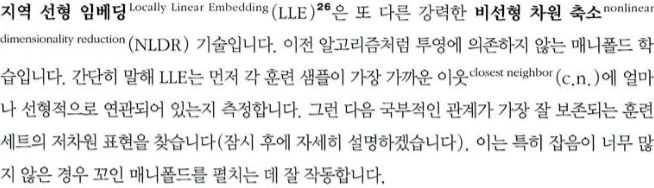 지역 선형 임베딩Locally Linear Embedding(LLE)26은 또 다른 강력한 비선형 차원 축소nonlinear
dimensionality reduction(NLDR) 기술입니다. 이전 알고리즘처럼 투영에 의존하지 않는 매니폴드 학
습입니다. 간단히 말해 LLE는 먼저 각 훈련 샘플이 가장 가까운 이웃closest neighbor(c.n.)에 얼마
나 선형적으로 연관되어 있는지 측정합니다. 그런 다음 국부적인 관계가 가장 잘 보존되는 훈련
세트의 저차원 표현을 찾습니다(잠시 후에 자세히 설명하겠습니다). 이는 특히 잡음이 너무 많
지 않은 경우 꼬인 매니폴드를 펼치는 데 잘 작동합니다.